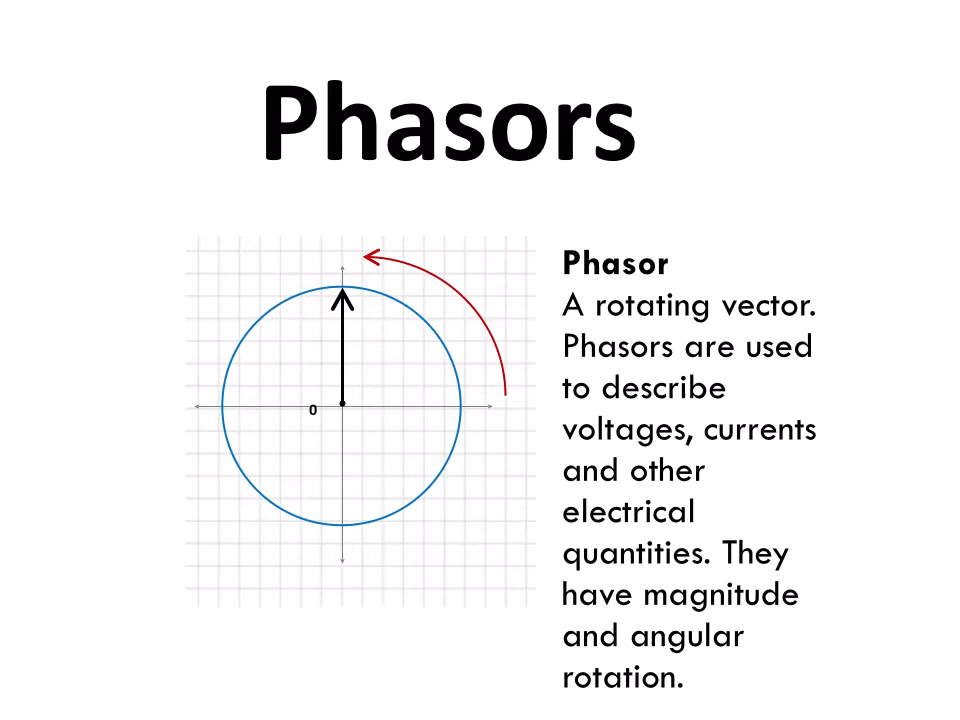 Phasors
0
Phasor
A rotating vector.
Phasors are used
to describe
voltages, currents
and other
electrical
quantities. They
have magnitude
and angular
rotation.